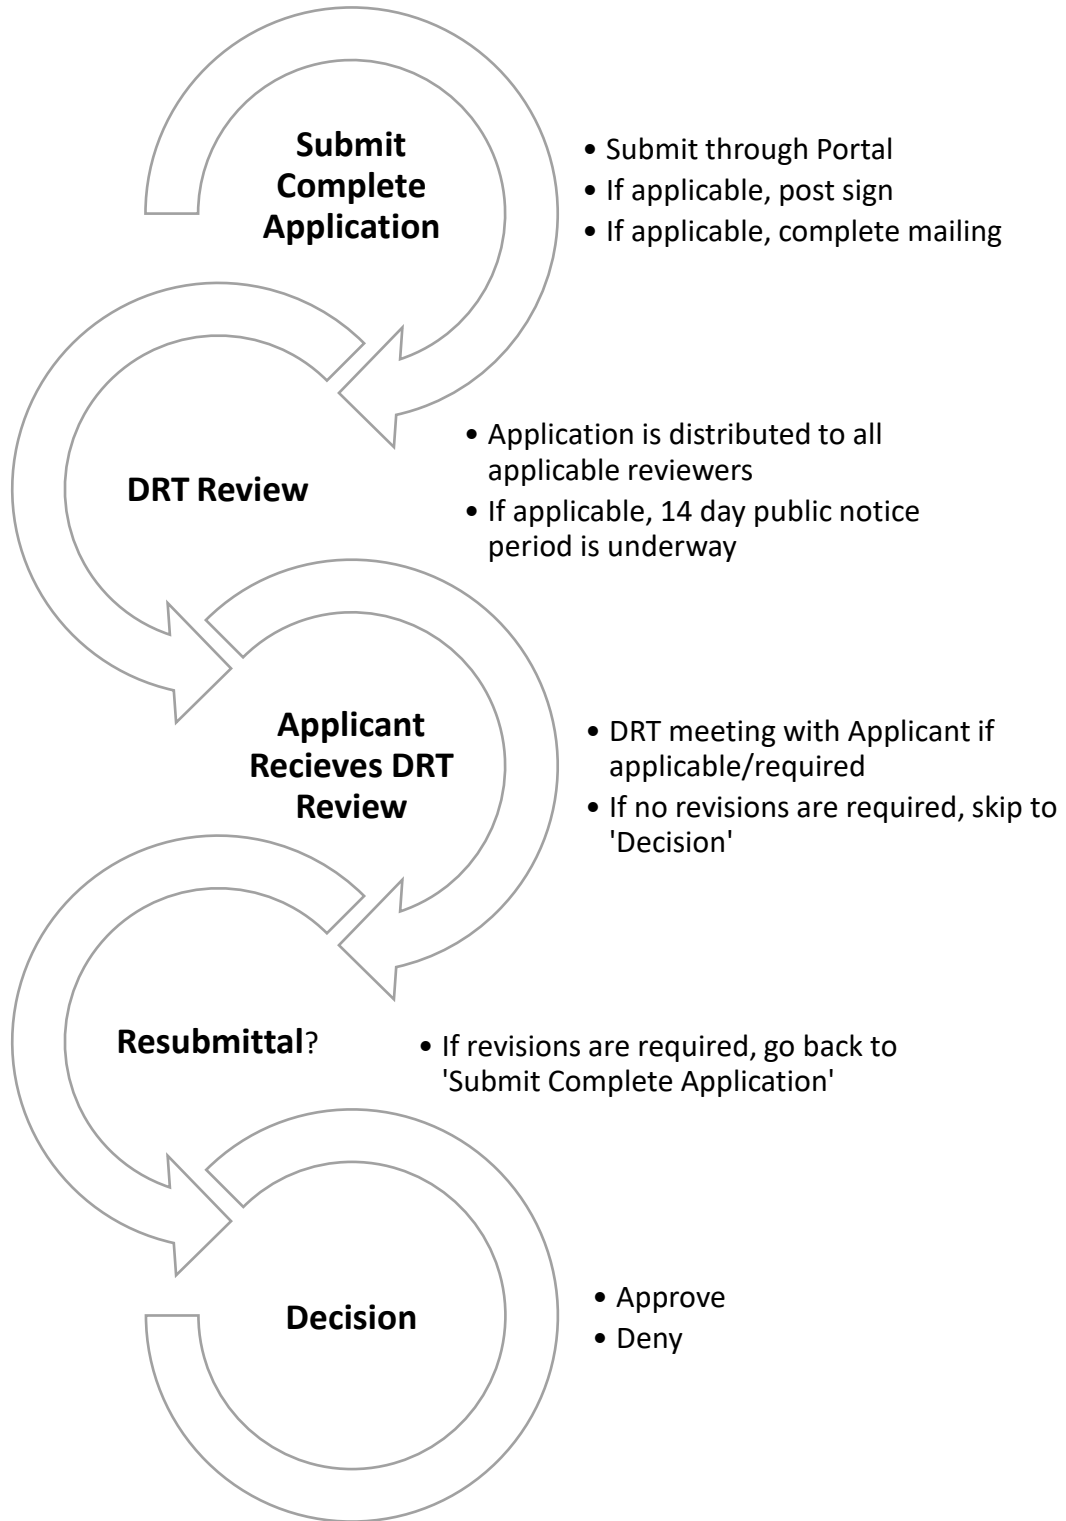 Submit
Complete
Application
• Submit through Portal
• If applicable, post sign
• If applicable, complete mailing
DRT Review
• Application is distributed to all
applicable reviewers
• If applicable, 14 day public notice
period is underway
Applicant
Recieves DRT
Review
• DRT meeting with Applicant if
applicable/required
• If no revisions are required, skip to
'Decision'
Resubmittal?
• If revisions are required, go back to
'Submit Complete Application'
Decision
• Approve
• Deny